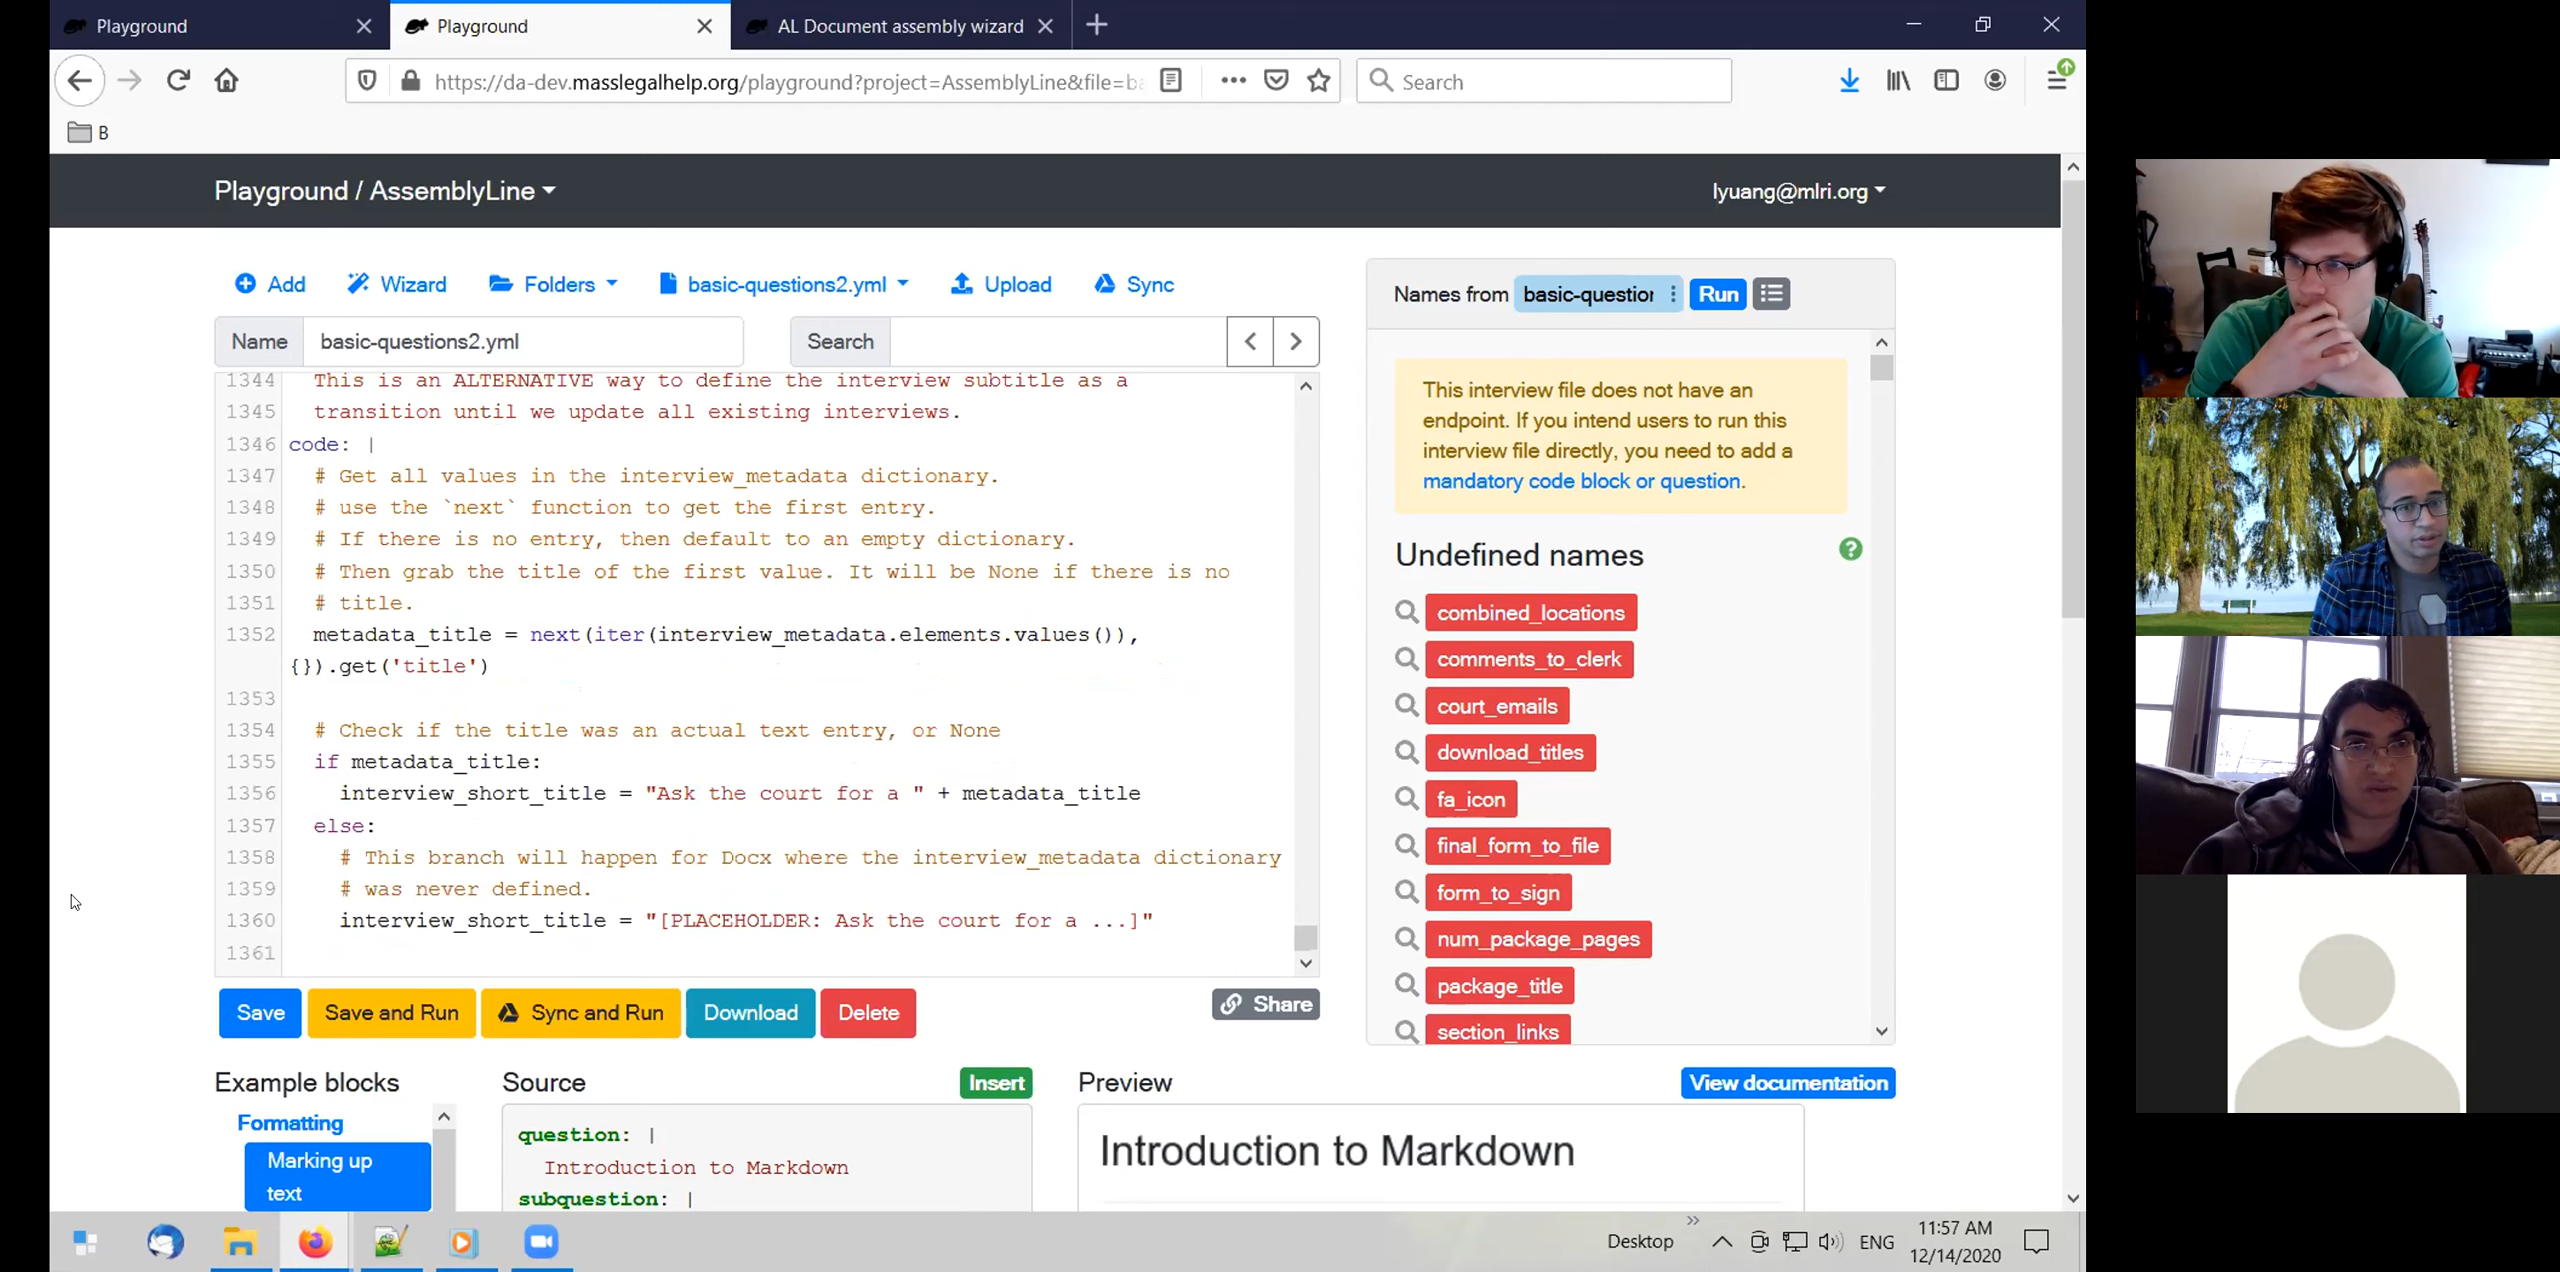 Playground
Playground
AL Document assembly wizard
https://da-dev.masslegalhelp.org/playground?project=AssemblyLine&file=ba
Search
B
Playground / AssemblyLine
lyuang@mlri.org
Add
Wizard
Folders
basic-questions2.yml
Upload
Sync
Name
basic-questions2.yml
Search
1344 This is an ALTERNATIVE way to define the interview subtitle as a
1345 transition until we update all existing interviews.
1346 code: |
1347 # Get all values in the interview_metadata dictionary.
1348 # use the `next` function to get the first entry.
1349 # If there is no entry, then default to an empty dictionary.
1350 # Then grab the title of the first value. It will be None if there is no
1351 # title.
1352 metadata_title = next(iter(interview_metadata.elements.values()),
{}).get('title')
1353
1354 # Check if the title was an actual text entry, or None
1355 if metadata_title:
1356 interview_short_title = "Ask the court for a " + metadata_title
1357 else:
1358 # This branch will happen for Docx where the interview_metadata dictionary
1359 # was never defined.
1360 interview_short_title = "[PLACEHOLDER: Ask the court for a ...]"
1361
Save
Save and Run
Sync and Run
Download
Delete
Share
Names from
basic-question
Run
This interview file does not have an
endpoint. If you intend users to run this
interview file directly, you need to add a
mandatory code block or question.
Undefined names
combined_locations
comments_to_clerk
court_emails
download_titles
fa_icon
final_form_to_file
form_to_sign
num_package_pages
package_title
section_links
Example blocks
Formatting
Marking up
text
Source
Insert
question: |
Introduction to Markdown
subquestion: |
Preview
View documentation
Introduction to Markdown
Desktop
ENG
11:57 AM
12/14/2020